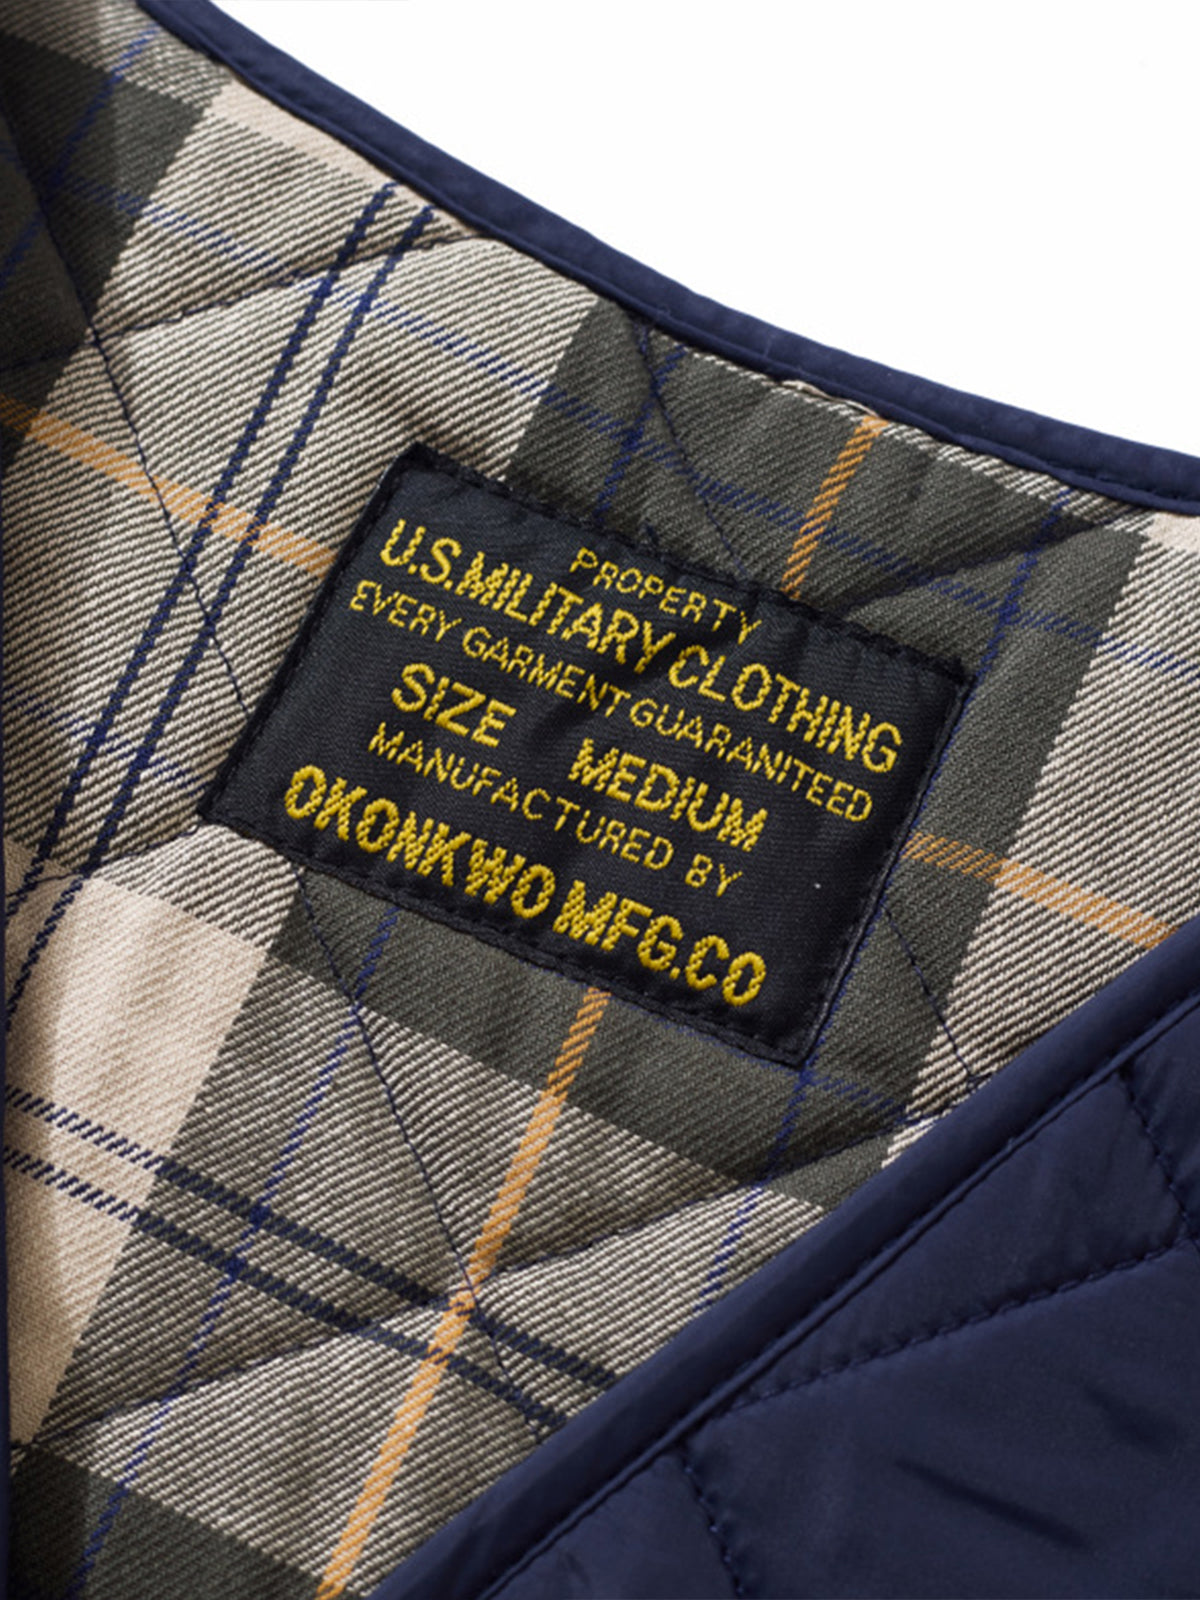 PROPERTY
U.S.MILITARY CLOTHING
EVERY GARMENT GUARANITEED
SIZE MEDIUM
MANUFACTURED BY
OKONKWO MFG.CO